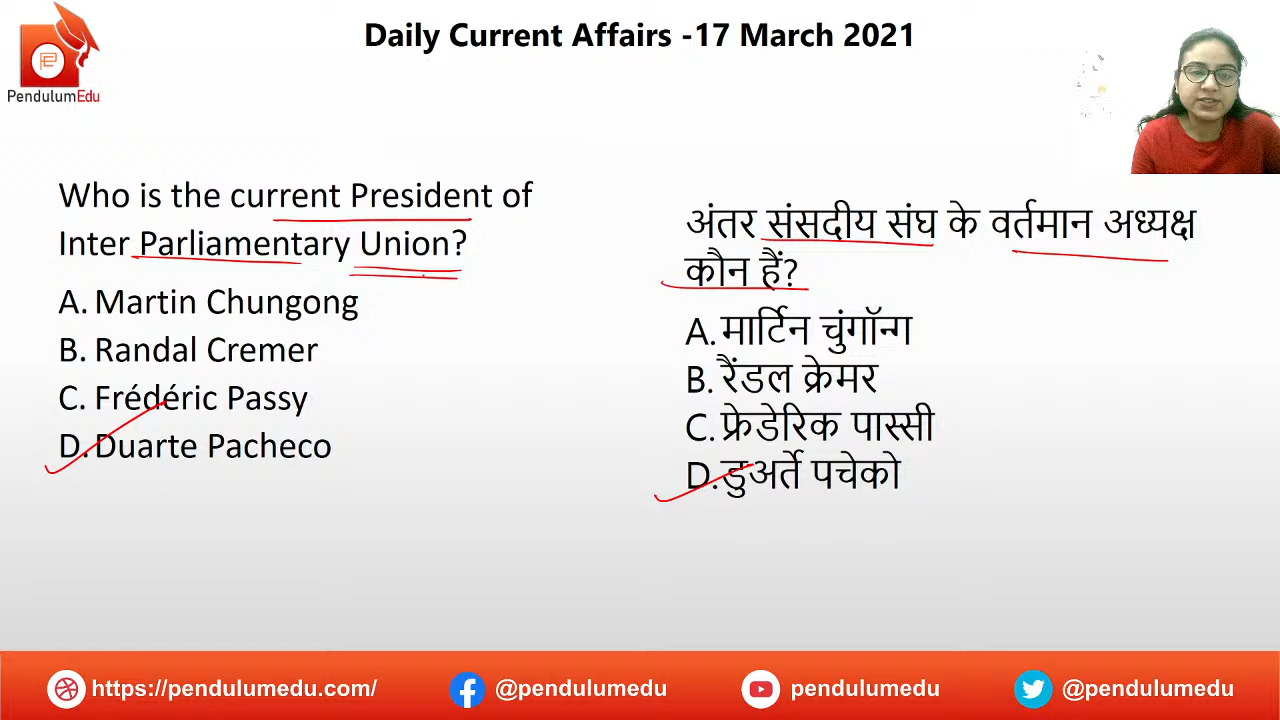 Daily Current Affairs -17 March 2021
PendulumEdu
Who is the current President of
Inter Parliamentary Union?
A. Martin Chungong
B. Randal Cremer
C. Frédéric Passy
D. Duarte Pacheco
अंतर संसदीय संघ के वर्तमान अध्यक्ष
कौन हैं?
A. मार्टिन चुंगॉन्ग
B. रैंडल क्रेमर
C. फ्रेडेरिक पास्सी
D. डुअर्ते पचेको
https://pendulumedu.com/
@pendulumedu
pendulumedu
@pendulumedu